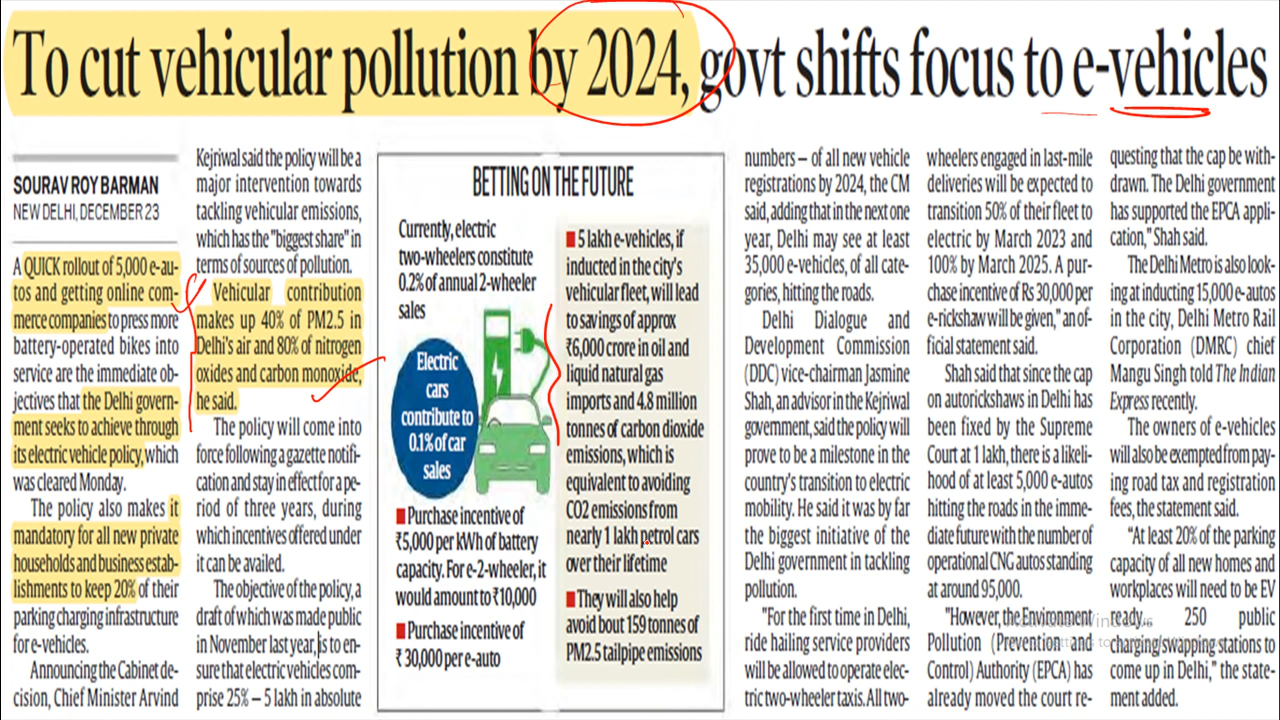 To cut vehicular pollution by 2024, govt shifts focus to e-vehicles
SOURAV ROY BARMAN
NEW DELHI, DECEMBER 23
A QUICK rollout of 5,000 e-au-
tos and getting online com-
merce companies to press more
battery-operated bikes into
service are the immediate ob-
jectives that the Delhi govern-
ment seeks to achieve through
its electric vehicle policy, which
was cleared Monday.
The policy also makes it
mandatory for all new private
households and business estab-
lishments to keep 20% of their
parking charging infrastructure
for e-vehicles.
Announcing the Cabinet de-
cision, Chief Minister Arvind
Kejriwal said the policy will be a
major intervention towards
tackling vehicular emissions,
which has the "biggest share" in
terms of sources of pollution.
Vehicular contribution
makes up 40% of PM2.5 in
Delhi's air and 80% of nitrogen
oxides and carbon monoxide,
he said.
The policy will come into
force following a gazette notifi-
cation and stay in effect for a pe-
riod of three years, during
which incentives offered under
it can be availed.
The objective of the policy, a
draft of which was made public
in November last year, is to en-
sure that electric vehicles com-
prise 25% — 5 lakh in absolute
BETTING ON THE FUTURE
Currently, electric
two-wheelers constitute
0.2% of annual 2-wheeler
sales
Electric
cars
contribute to
0.1% of car
sales
Purchase incentive of
₹5,000 per kWh of battery
capacity. For e-2-wheeler, it
would amount to ₹10,000
Purchase incentive of
₹ 30,000 per e-auto
5 lakh e-vehicles, if
inducted in the city's
vehicular fleet, will lead
to savings of approx
₹6,000 crore in oil and
liquid natural gas
imports and 4.8 million
tonnes of carbon dioxide
emissions, which is
equivalent to avoiding
CO2 emissions from
nearly 1 lakh petrol cars
over their lifetime
They will also help
avoid bout 159 tonnes of
PM2.5 tailpipe emissions
numbers — of all new vehicle
registrations by 2024, the CM
said, adding that in the next one
year, Delhi may see at least
35,000 e-vehicles, of all cate-
gories, hitting the roads.
Delhi Dialogue and
Development Commission
(DDC) vice-chairman Jasmine
Shah, an advisor in the Kejriwal
government, said the policy will
prove to be a milestone in the
country's transition to electric
mobility. He said it was by far
the biggest initiative of the
Delhi government in tackling
pollution.
"For the first time in Delhi,
ride hailing service providers
will be allowed to operate elec-
tric two-wheeler taxis. All two-
wheelers engaged in last-mile
deliveries will be expected to
transition 50% of their fleet to
electric by March 2023 and
100% by March 2025. A pur-
chase incentive of Rs 30,000 per
e-rickshaw will be given," an of-
ficial statement said.
Shah said that since the cap
on autorickshaws in Delhi has
been fixed by the Supreme
Court at 1 lakh, there is a likeli-
hood of at least 5,000 e-autos
hitting the roads in the imme-
diate future with the number of
operational CNG autos standing
at around 95,000.
"However, the Environment
Pollution (Prevention and
Control) Authority (EPCA) has
already moved the court re-
questing that the cap be with-
drawn. The Delhi government
has supported the EPCA appli-
cation," Shah said.
The Delhi Metro is also look-
ing at inducting 15,000 e-autos
in the city, Delhi Metro Rail
Corporation (DMRC) chief
Mangu Singh told The Indian
Express recently.
The owners of e-vehicles
will also be exempted from pay-
ing road tax and registration
fees, the statement said.
"At least 20% of the parking
capacity of all new homes and
workplaces will need to be EV
ready. 250 public
charging/swapping stations to
come up in Delhi," the state-
ment added.